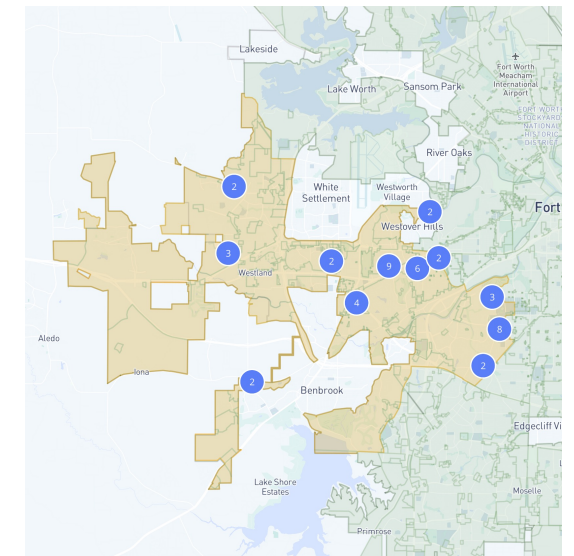 Lakeside
Fort Worth
Meacham-
International
Airport
Lake Worth
Sansom Park
FORT WORT
STOCKYARD
NATIONAL
HISTORIC
DISTRICT
River Oaks
White
Settlement
Westworth
Village
2
2
Fort
Westover Hills
3
2
9
6
2
Westland
4
3
8
Aledo
Iona
2
2
Benbrook
Edgecliff Vi
Lake Shore
Estates
Moselle
Primrose